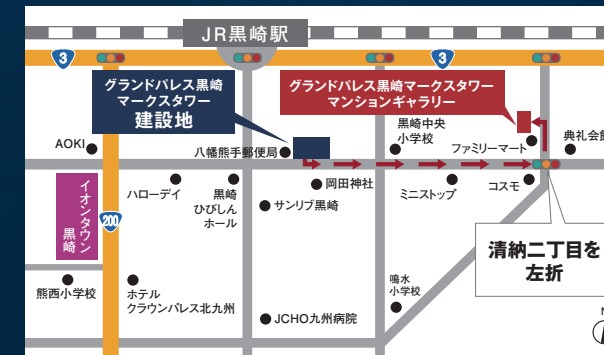 JR黒崎駅
3
3
グランドパレス黒崎
マークスタワー
建設地
グランドパレス黒崎マークスタワー
マンションギャラリー
黒崎中央
小学校
ファミリーマート
AOKI
八幡熊手郵便局
イオンタウン
黒崎
ハローデイ
黒崎
ひびしん
ホール
岡田神社
サンリブ黒崎
ミニストップ
コスモ
200
清納二丁目を
左折
熊西小学校
ホテル
クラウンパレス北九州
鳴水
小学校
JCHO九州病院